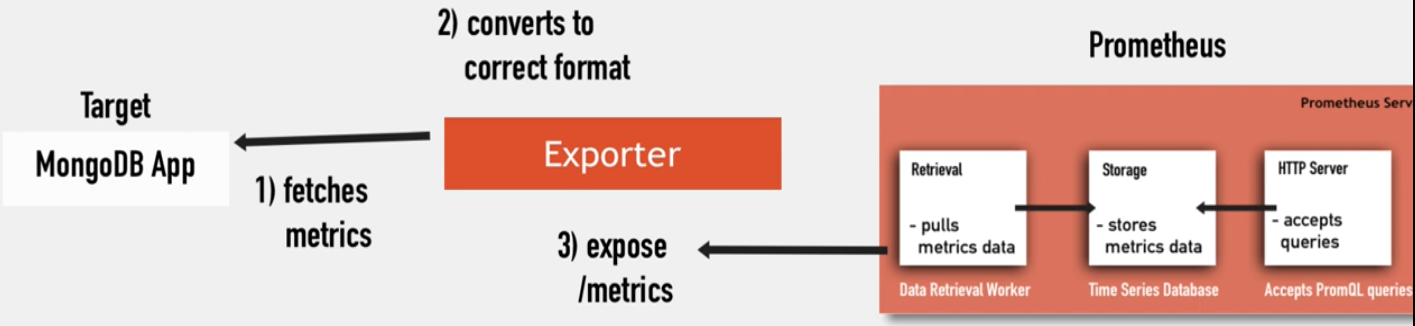 2) converts to
correct format
Prometheus
Target
MongoDB App
1) fetches
metrics
Exporter
3) expose
/metrics
Prometheus Serv
Retrieval
- pulls
metrics data
Data Retrieval Worker
Storage
- stores
metrics data
Time Series Database
HTTP Server
- accepts
queries
Accepts PromQL queries